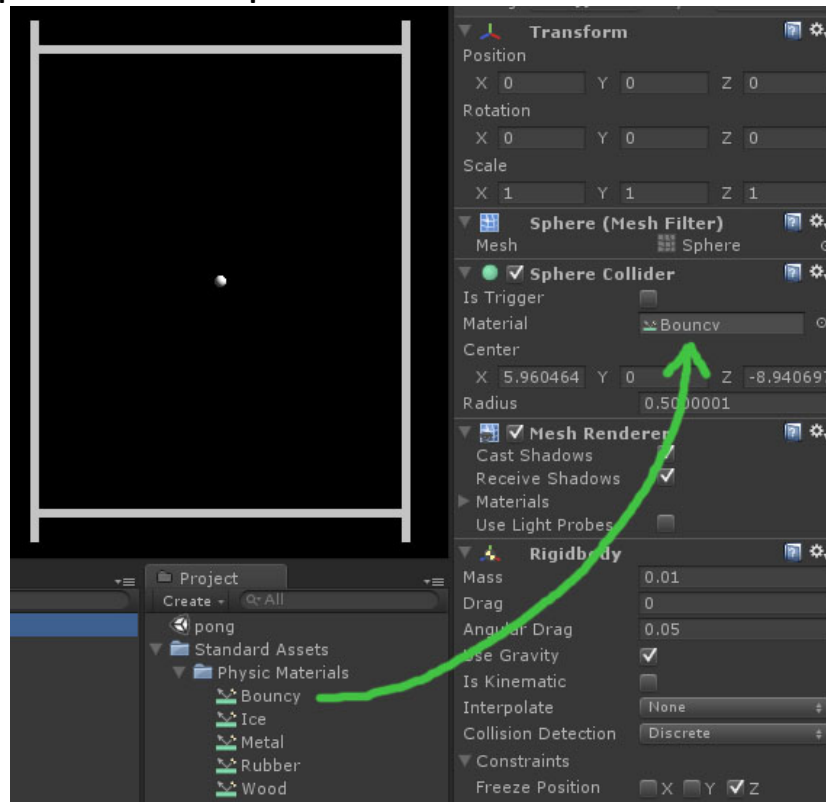 Transform
Position
X 0 Y 0 Z 0
Rotation
X 0 Y 0 Z 0
Scale
X 1 Y 1 Z 1
Sphere (Mesh Filter)
Mesh Sphere
Sphere Collider
Is Trigger
Material Bouncy
Center
X 5.960464 Y 0 Z -8.940697
Radius 0.5000001
Mesh Renderer
Cast Shadows
Receive Shadows
Materials
Use Light Probes
Rigidbody
Mass 0.01
Drag 0
Angular Drag 0.05
Use Gravity
Is Kinematic
Interpolate None
Collision Detection Discrete
Constraints
Freeze Position X Y Z
Project
Create All
pong
Standard Assets
Physic Materials
Bouncy
Ice
Metal
Rubber
Wood